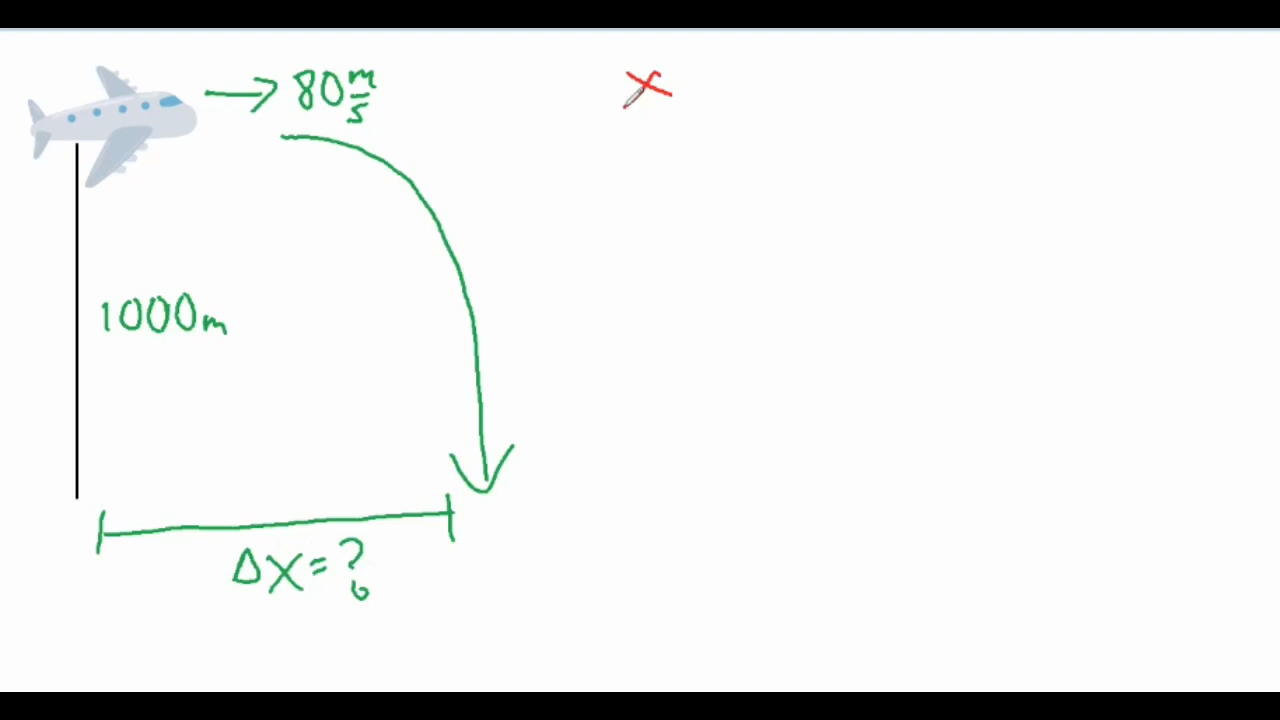 → 80 m/s
X
1000m
Δx = ?